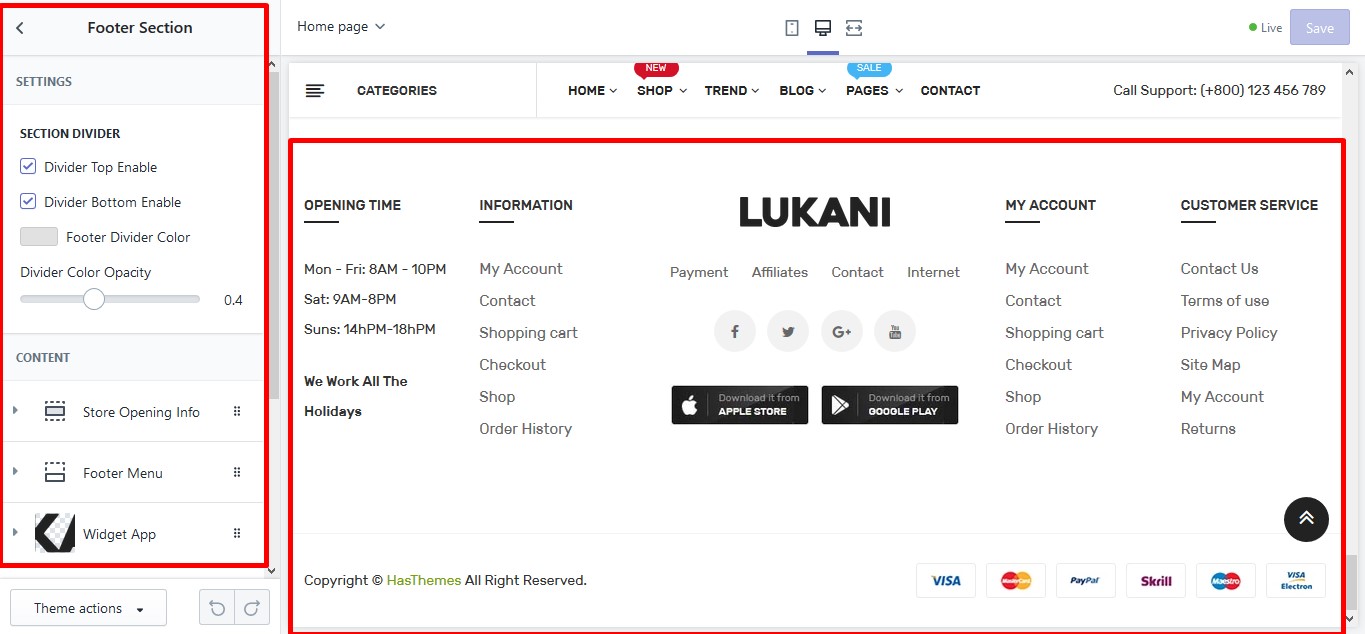 Footer Section
SETTINGS
SECTION DIVIDER
Divider Top Enable
Divider Bottom Enable
Footer Divider Color
Divider Color Opacity
0.4
CONTENT
Store Opening Info
Footer Menu
Widget App
Theme actions
Home page
Live
Save
CATEGORIES
NEW
SALE
HOME SHOP TREND BLOG PAGES CONTACT
Call Support: (+800) 123 456 789
OPENING TIME
Mon - Fri: 8AM - 10PM
Sat: 9AM-8PM
Suns: 14hPM-18hPM
We Work All The
Holidays
INFORMATION
My Account
Contact
Shopping cart
Checkout
Shop
Order History
LUKANI
Payment Affiliates Contact Internet
f
G+
You
Tube
Download it from
APPLE STORE
Download it from
GOOGLE PLAY
MY ACCOUNT
My Account
Contact
Shopping cart
Checkout
Shop
Order History
CUSTOMER SERVICE
Contact Us
Terms of use
Privacy Policy
Site Map
My Account
Returns
Copyright © HasThemes All Right Reserved.
VISA
MasterCard
PayPal
Skrill
Maestro
VISA
Electron